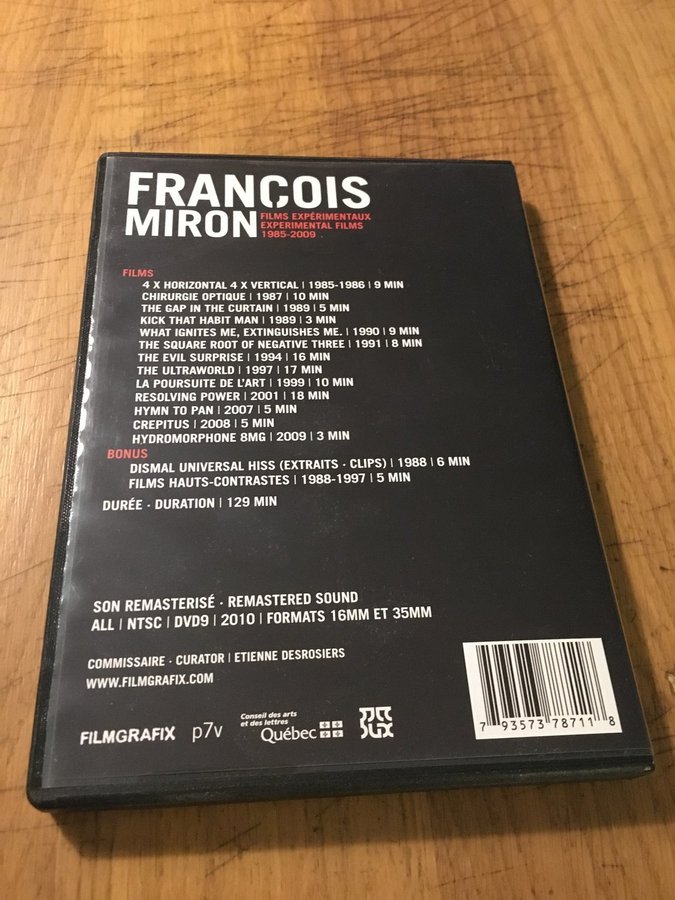 FRANÇOIS
MIRON
FILMS EXPÉRIMENTAUX
EXPERIMENTAL FILMS
1985-2009
FILMS
4 X HORIZONTAL 4 X VERTICAL | 1985-1986 | 9 MIN
CHIRURGIE OPTIQUE | 1987 | 10 MIN
THE GAP IN THE CURTAIN | 1989 | 5 MIN
KICK THAT HABIT MAN | 1989 | 3 MIN
WHAT IGNITES ME, EXTINGUISHES ME. | 1990 | 9 MIN
THE SQUARE ROOT OF NEGATIVE THREE | 1991 | 8 MIN
THE EVIL SURPRISE | 1994 | 16 MIN
THE ULTRAWORLD | 1997 | 17 MIN
LA POURSUITE DE L'ART | 1999 | 10 MIN
RESOLVING POWER | 2001 | 18 MIN
HYMN TO PAN | 2007 | 5 MIN
CREPITUS | 2008 | 5 MIN
HYDROMORPHONE 8MG | 2009 | 3 MIN
BONUS
DISMAL UNIVERSAL HISS (EXTRAITS · CLIPS) | 1988 | 6 MIN
FILMS HAUTS-CONTRASTES | 1988-1997 | 5 MIN
DURÉE · DURATION | 129 MIN
SON REMASTERISÉ · REMASTERED SOUND
ALL | NTSC | DVD9 | 2010 | FORMATS 16MM ET 35MM
COMMISSAIRE · CURATOR | ETIENNE DESROSIERS
WWW.FILMGRAFIX.COM
FILMGRAFIX
p7v
Conseil des arts
et des lettres
Québec
7 93573 78711 8